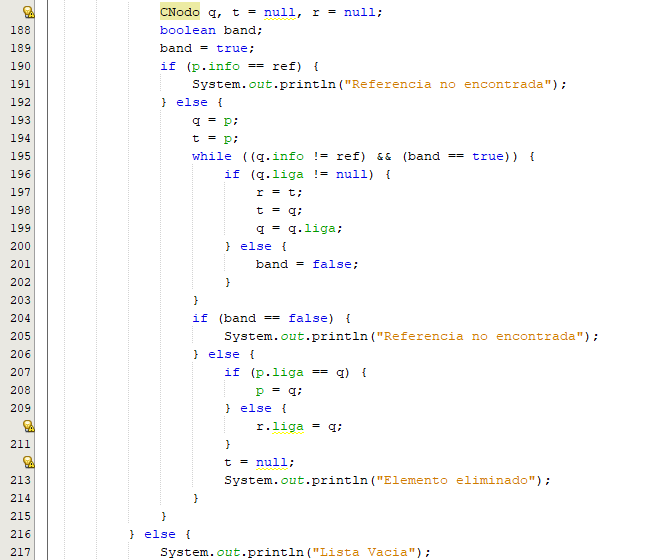 CNodo q, t = null, r = null;
188 boolean band;
189 band = true;
190 if (p.info == ref) {
191 System.out.println("Referencia no encontrada");
192 } else {
193 q = p;
194 t = p;
195 while ((q.info != ref) && (band == true)) {
196 if (q.liga != null) {
197 r = t;
198 t = q;
199 q = q.liga;
200 } else {
201 band = false;
202 }
203 }
204 if (band == false) {
205 System.out.println("Referencia no encontrada");
206 } else {
207 if (p.liga == q) {
208 p = q;
209 } else {
r.liga = q;
211 }
t = null;
213 System.out.println("Elemento eliminado");
214 }
215 }
216 } else {
217 System.out.println("Lista Vacia");